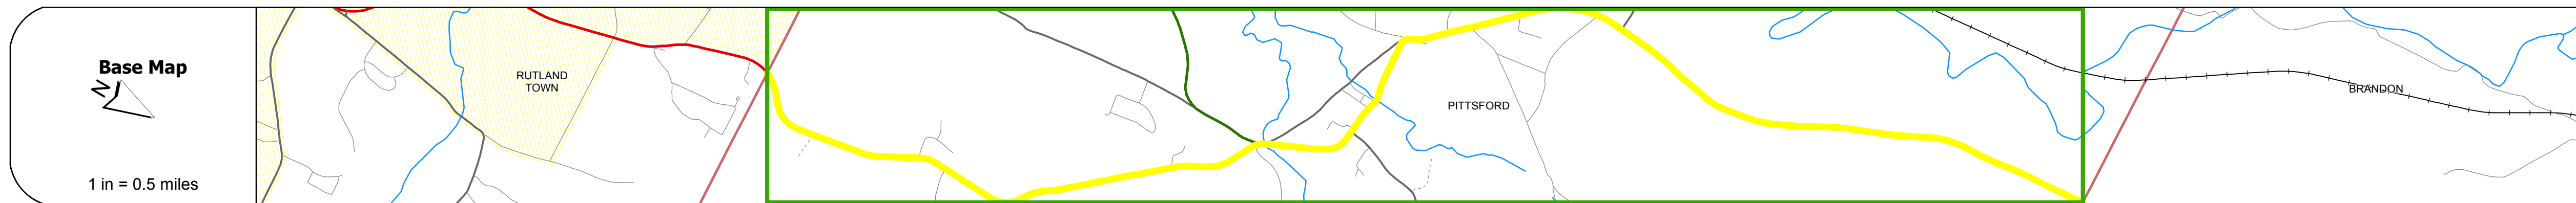 Base Map
N
1 in = 0.5 miles
RUTLAND
TOWN
PITTSFORD
BRANDON